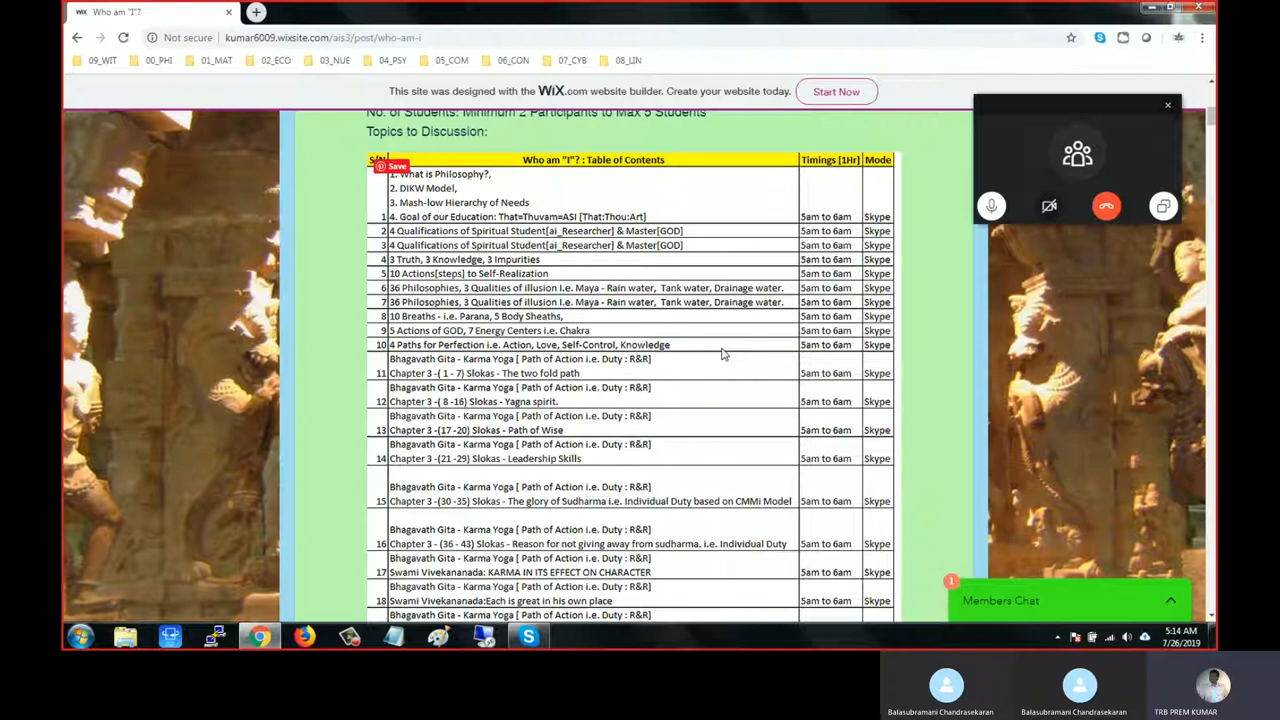 Who am "I"?
Not secure | kumar6009.wixsite.com/ais3/post/who-am-i
09_WIT 00_PHI 01_MAT 02_ECO 03_NUE 04_PSY 05_COM 06_CON 07_CYB 08_LIN
This site was designed with the WiX.com website builder. Create your website today. Start Now
No. of Students: Minimum 2 Participants to Max 5 Students
Topics to Discussion:
Who am "I"? : Table of Contents Timings [1Hr] Mode
Save
1. What is Philosophy?,
2. DIKW Model,
3. Mash-low Hierarchy of Needs
1 4. Goal of our Education: That=Thuvam=ASI [That:Thou:Art] 5am to 6am Skype
2 4 Qualifications of Spiritual Student[ai_Researcher] & Master[GOD] 5am to 6am Skype
3 4 Qualifications of Spiritual Student[ai_Researcher] & Master[GOD] 5am to 6am Skype
4 3 Truth, 3 Knowledge, 3 Impurities 5am to 6am Skype
5 10 Actions[steps] to Self-Realization 5am to 6am Skype
6 36 Philosophies, 3 Qualities of illusion I.e. Maya - Rain water, Tank water, Drainage water. 5am to 6am Skype
7 36 Philosophies, 3 Qualities of illusion I.e. Maya - Rain water, Tank water, Drainage water. 5am to 6am Skype
8 10 Breaths - i.e. Parana, 5 Body Sheaths, 5am to 6am Skype
9 5 Actions of GOD, 7 Energy Centers i.e. Chakra 5am to 6am Skype
10 4 Paths for Perfection i.e. Action, Love, Self-Control, Knowledge 5am to 6am Skype
Bhagavath Gita - Karma Yoga [ Path of Action i.e. Duty : R&R]
11 Chapter 3 -( 1 - 7) Slokas - The two fold path 5am to 6am Skype
Bhagavath Gita - Karma Yoga [ Path of Action i.e. Duty : R&R]
12 Chapter 3 -( 8 -16) Slokas - Yagna spirit. 5am to 6am Skype
Bhagavath Gita - Karma Yoga [ Path of Action i.e. Duty : R&R]
13 Chapter 3 -(17 -20) Slokas - Path of Wise 5am to 6am Skype
Bhagavath Gita - Karma Yoga [ Path of Action i.e. Duty : R&R]
14 Chapter 3 -(21 -29) Slokas - Leadership Skills 5am to 6am Skype
Bhagavath Gita - Karma Yoga [ Path of Action i.e. Duty : R&R]
15 Chapter 3 -(30 -35) Slokas - The glory of Sudharma i.e. Individual Duty based on CMMi Model 5am to 6am Skype
Bhagavath Gita - Karma Yoga [ Path of Action i.e. Duty : R&R]
16 Chapter 3 - (36 - 43) Slokas - Reason for not giving away from sudharma. i.e. Individual Duty 5am to 6am Skype
Bhagavath Gita - Karma Yoga [ Path of Action i.e. Duty : R&R]
17 Swami Vivekananada: KARMA IN ITS EFFECT ON CHARACTER 5am to 6am Skype
Bhagavath Gita - Karma Yoga [ Path of Action i.e. Duty : R&R]
18 Swami Vivekananada:Each is great in his own place 5am to 6am Skype
Bhagavath Gita - Karma Yoga [ Path of Action i.e. Duty : R&R]
1
Members Chat
5:14 AM
7/26/2019
Balasubramani Chandrasekaran
Balasubramani Chandrasekaran
TRB PREM KUMAR